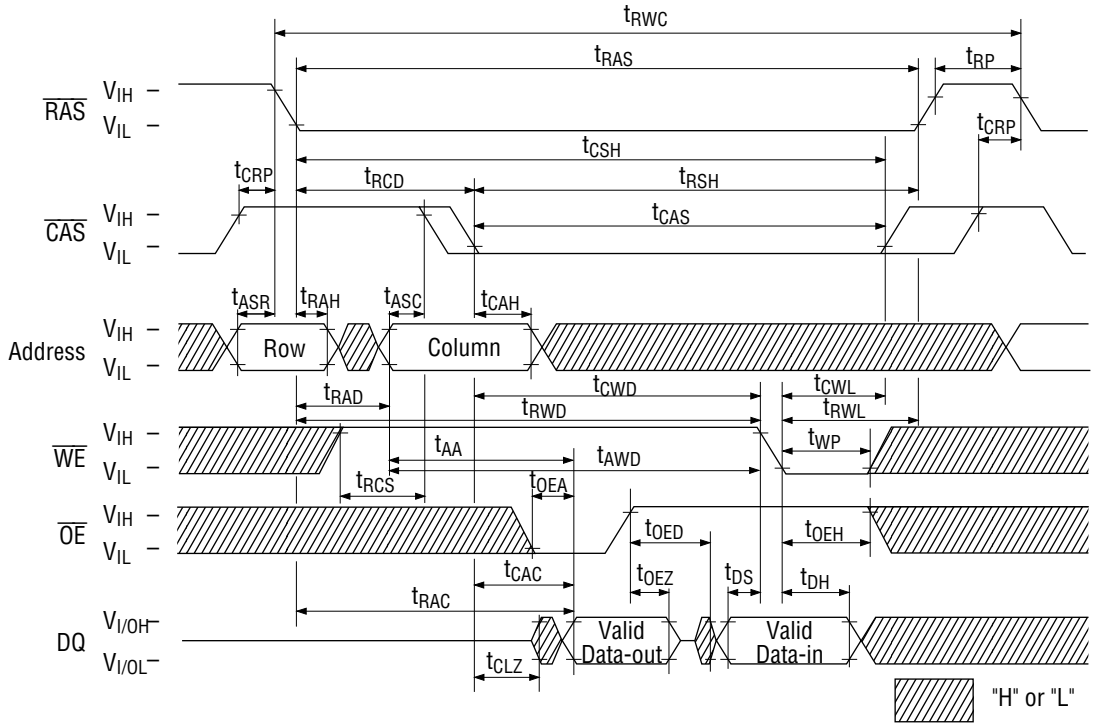 tRWC
tRAS
tRP
RAS
VIH
VIL
tCRP
tCSH
tCRP
tRCD
tRSH
CAS
VIH
VIL
tCAS
tASR
tRAH
tASC
tCAH
Address
VIH
VIL
Row
Column
tRAD
tCWD
tCWL
tRWD
tRWL
WE
VIH
VIL
tAA
tWP
tAWD
tRCS
tOEA
OE
VIH
VIL
tOED
tOEH
tCAC
tOEZ
tDS
tDH
tRAC
DQ
VI/OH
VI/OL
Valid
Data-out
Valid
Data-in
tCLZ
"H" or "L"